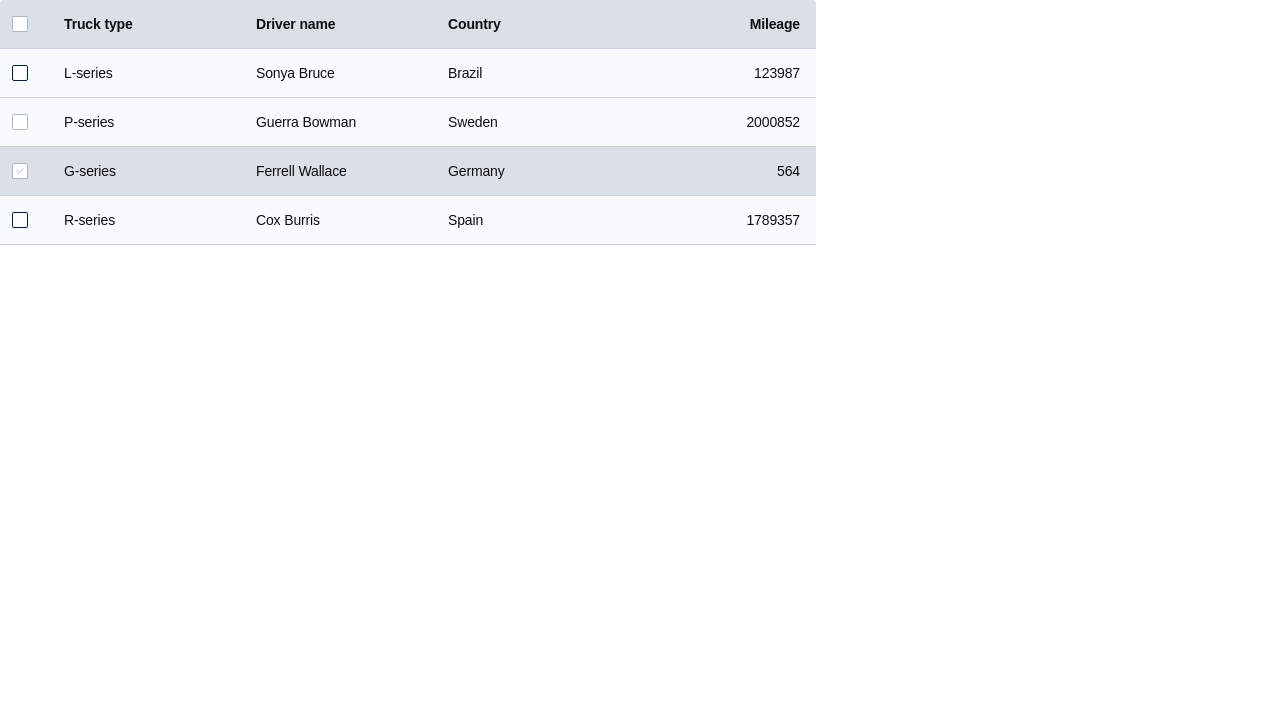 Truck type Driver name Country Mileage
L-series Sonya Bruce Brazil 123987
P-series Guerra Bowman Sweden 2000852
G-series Ferrell Wallace Germany 564
R-series Cox Burris Spain 1789357